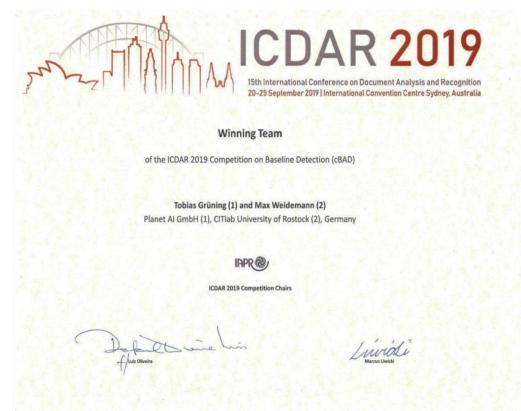 ICDAR 2019
15th International Conference on Document Analysis and Recognition
20-25 September 2019 | International Convention Centre Sydney, Australia
Winning Team
of the ICDAR 2019 Competition on Baseline Detection (cBAD)
Tobias Grüning (1) and Max Weidemann (2)
Planet AI GmbH (1), CITlab University of Rostock (2), Germany
IAPR
ICDAR 2019 Competition Chairs
Luiz Oliveira
Marcus Liwicki